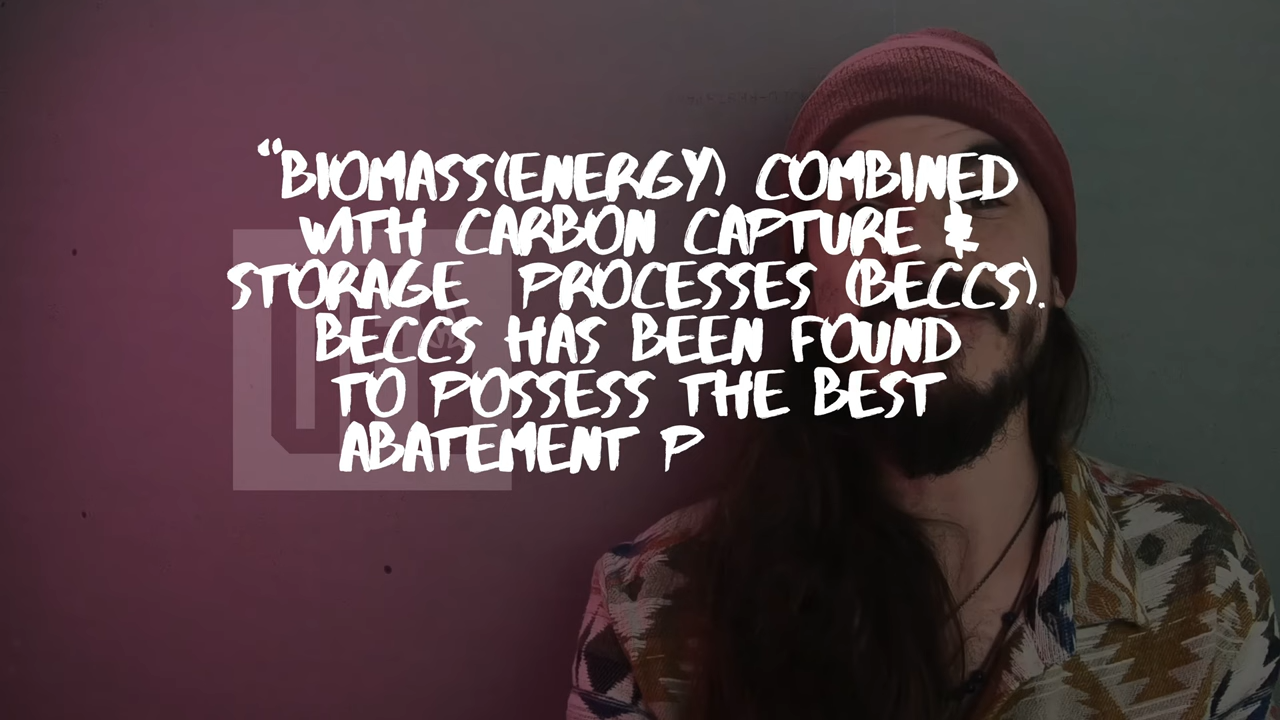 “BIOMASS(ENERGY) COMBINED
WITH CARBON CAPTURE &
STORAGE PROCESSES (BECCS).
BECCS HAS BEEN FOUND
TO POSSESS THE BEST
ABATEMENT P